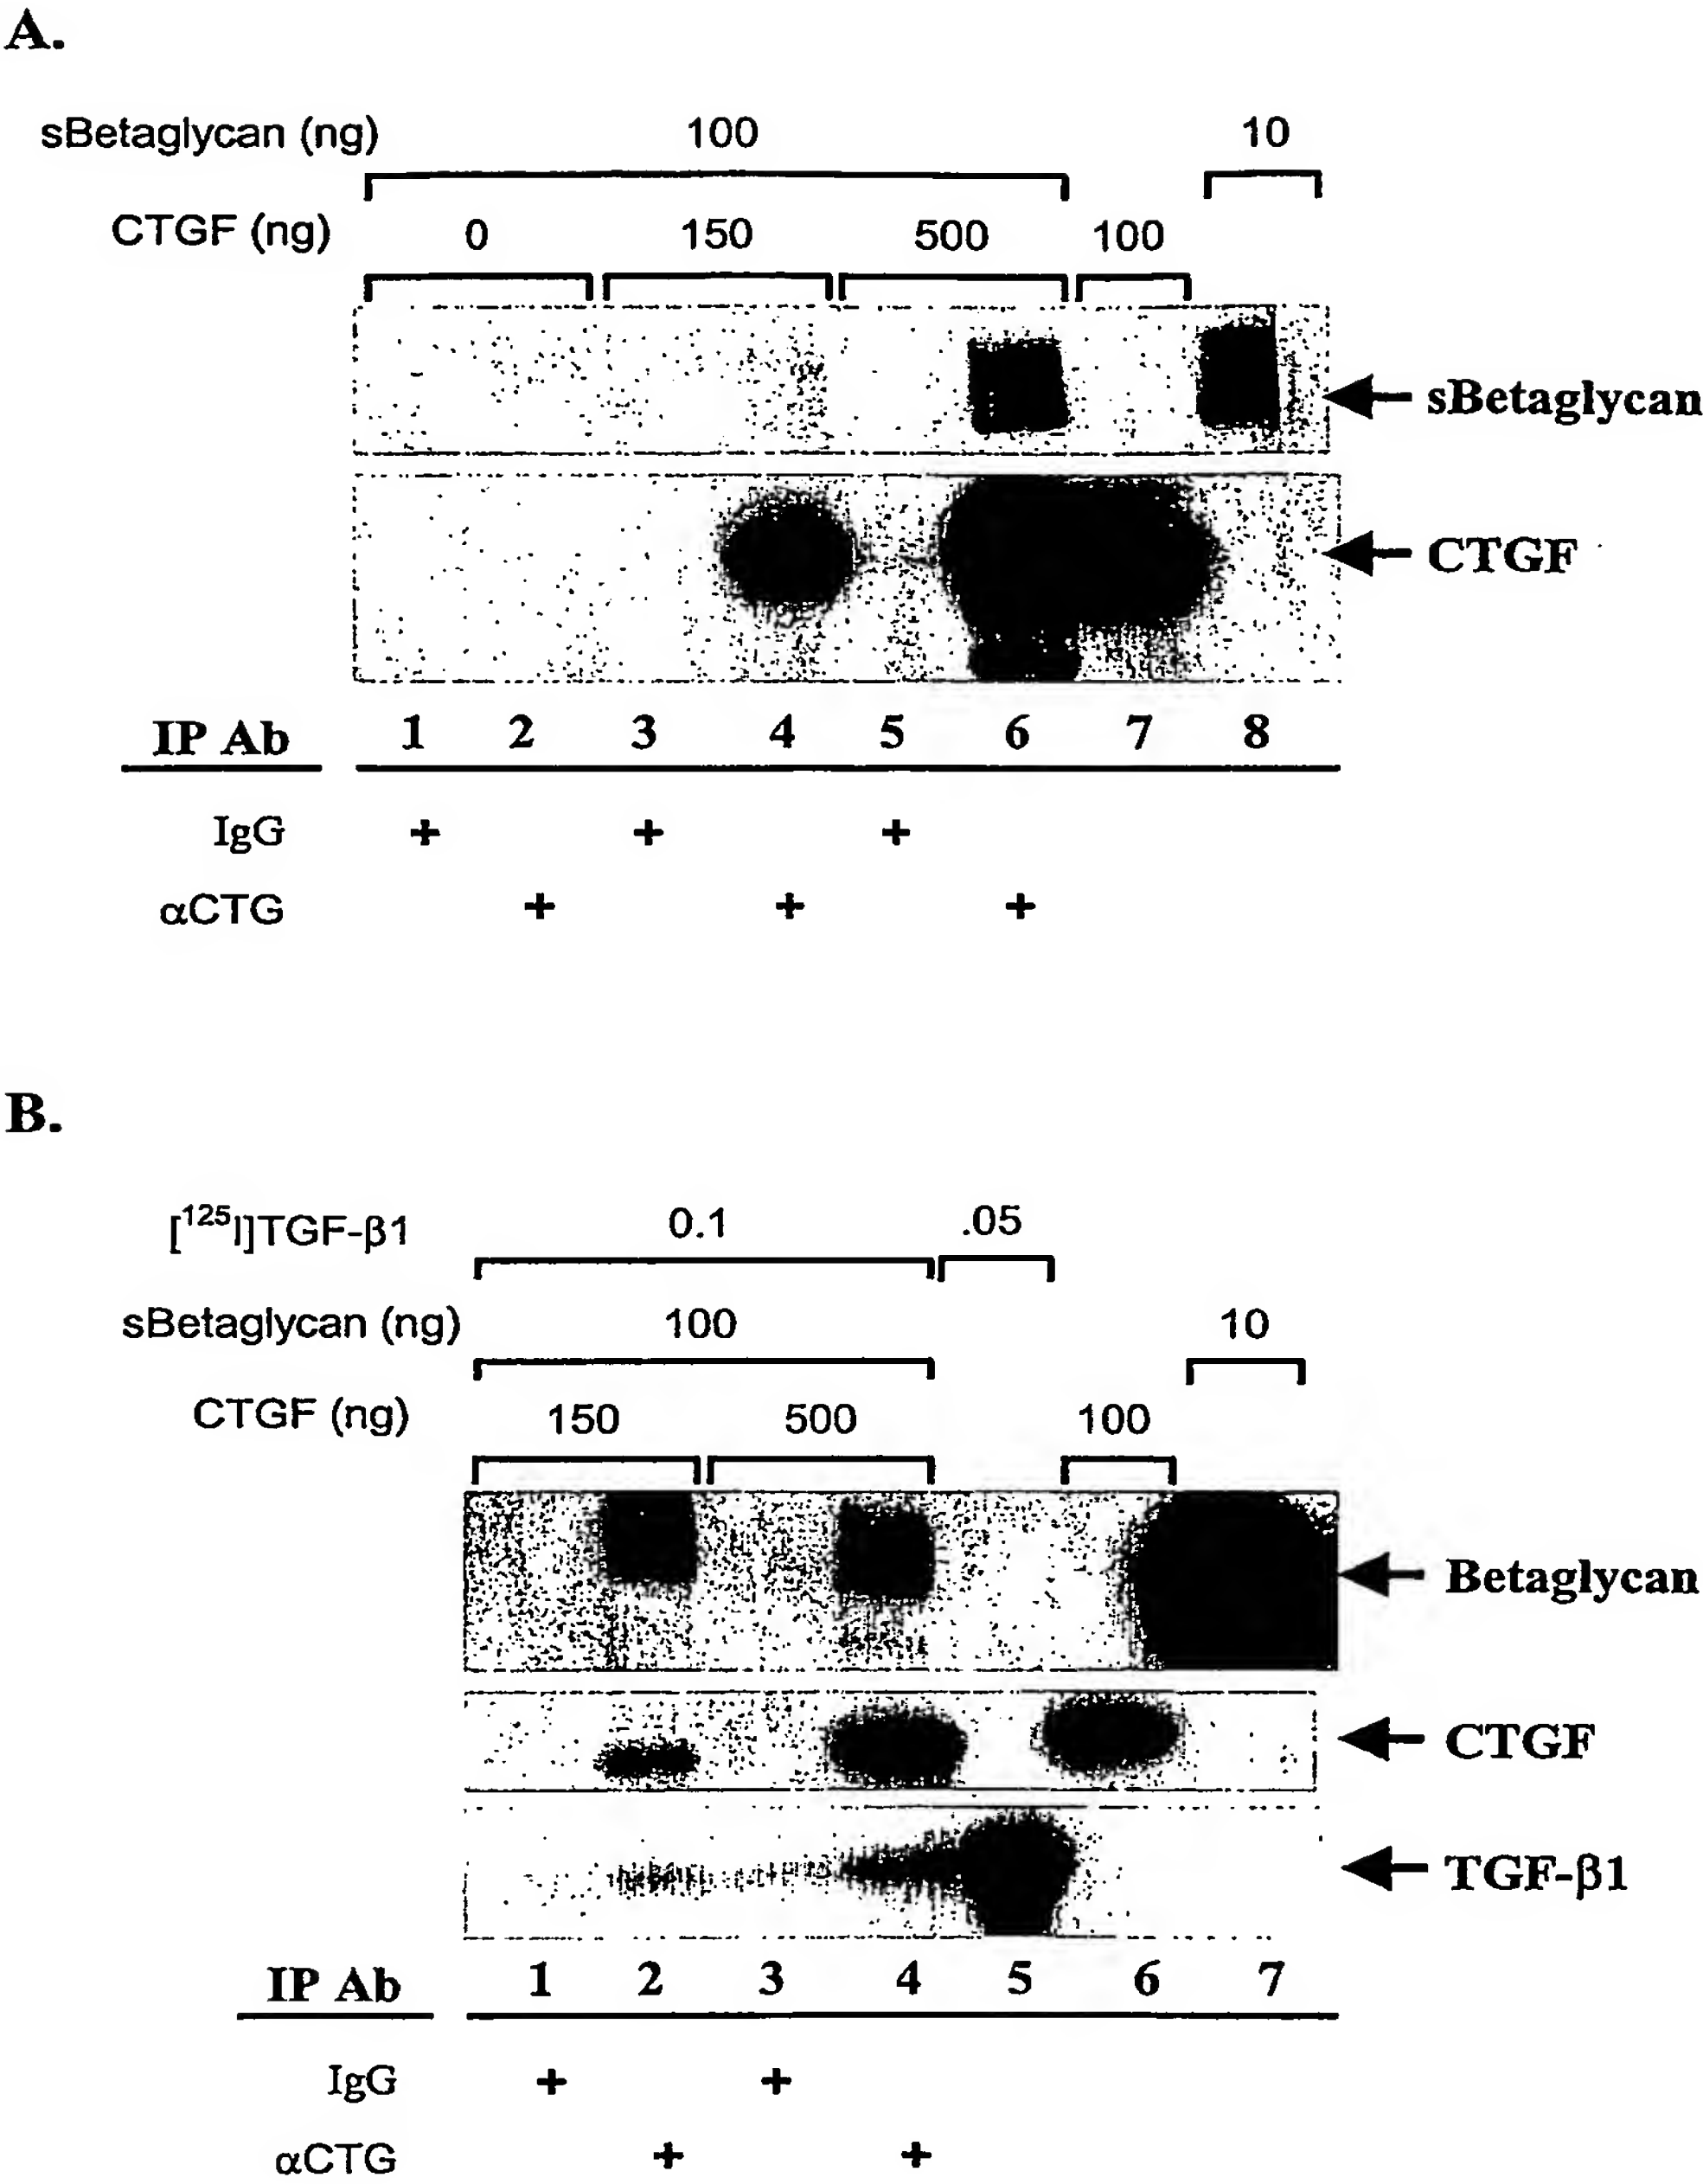 A.
sBetaglycan (ng) 100 10
CTGF (ng) 0 150 500 100
sBetaglycan
CTGF
IP Ab 1 2 3 4 5 6 7 8
IgG + + +
αCTG + + +
B.
[¹²⁵I]TGF-β1 0.1 .05
sBetaglycan (ng) 100 10
CTGF (ng) 150 500 100
Betaglycan
CTGF
TGF-β1
IP Ab 1 2 3 4 5 6 7
IgG + +
αCTG + +